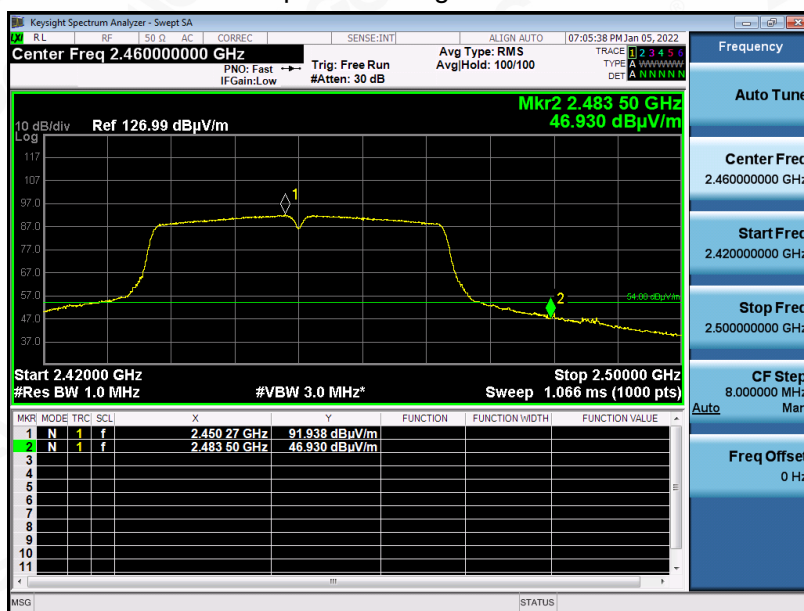 Keysight Spectrum Analyzer - Swept SA
LXI RL RF 50 Ω AC CORREC SENSE:INT ALIGN AUTO 07:05:38 PM Jan 05, 2022
Center Freq 2.460000000 GHz
PNO: Fast
IFGain:Low
Trig: Free Run
#Atten: 30 dB
Avg Type: RMS
Avg|Hold: 100/100
TRACE 1 2 3 4 5 6
TYPE A WWWWW
DET A N N N N N
Mkr2 2.483 50 GHz
46.930 dBµV/m
10 dB/div Ref 126.99 dBµV/m
Log
117
107
97.0
87.0
77.0
67.0
57.0
47.0
37.0
1
2
54.00 dBµV/m
Start 2.42000 GHz
Stop 2.50000 GHz
#Res BW 1.0 MHz
#VBW 3.0 MHz*
Sweep 1.066 ms (1000 pts)
MKR MODE TRC SCL X Y FUNCTION FUNCTION WIDTH FUNCTION VALUE
1 N 1 f 2.450 27 GHz 91.938 dBµV/m
2 N 1 f 2.483 50 GHz 46.930 dBµV/m
3
4
5
6
7
8
9
10
11
MSG
STATUS
Frequency
Auto Tune
Center Freq
2.460000000 GHz
Start Freq
2.420000000 GHz
Stop Freq
2.500000000 GHz
CF Step
8.000000 MHz
Auto Man
Freq Offset
0 Hz